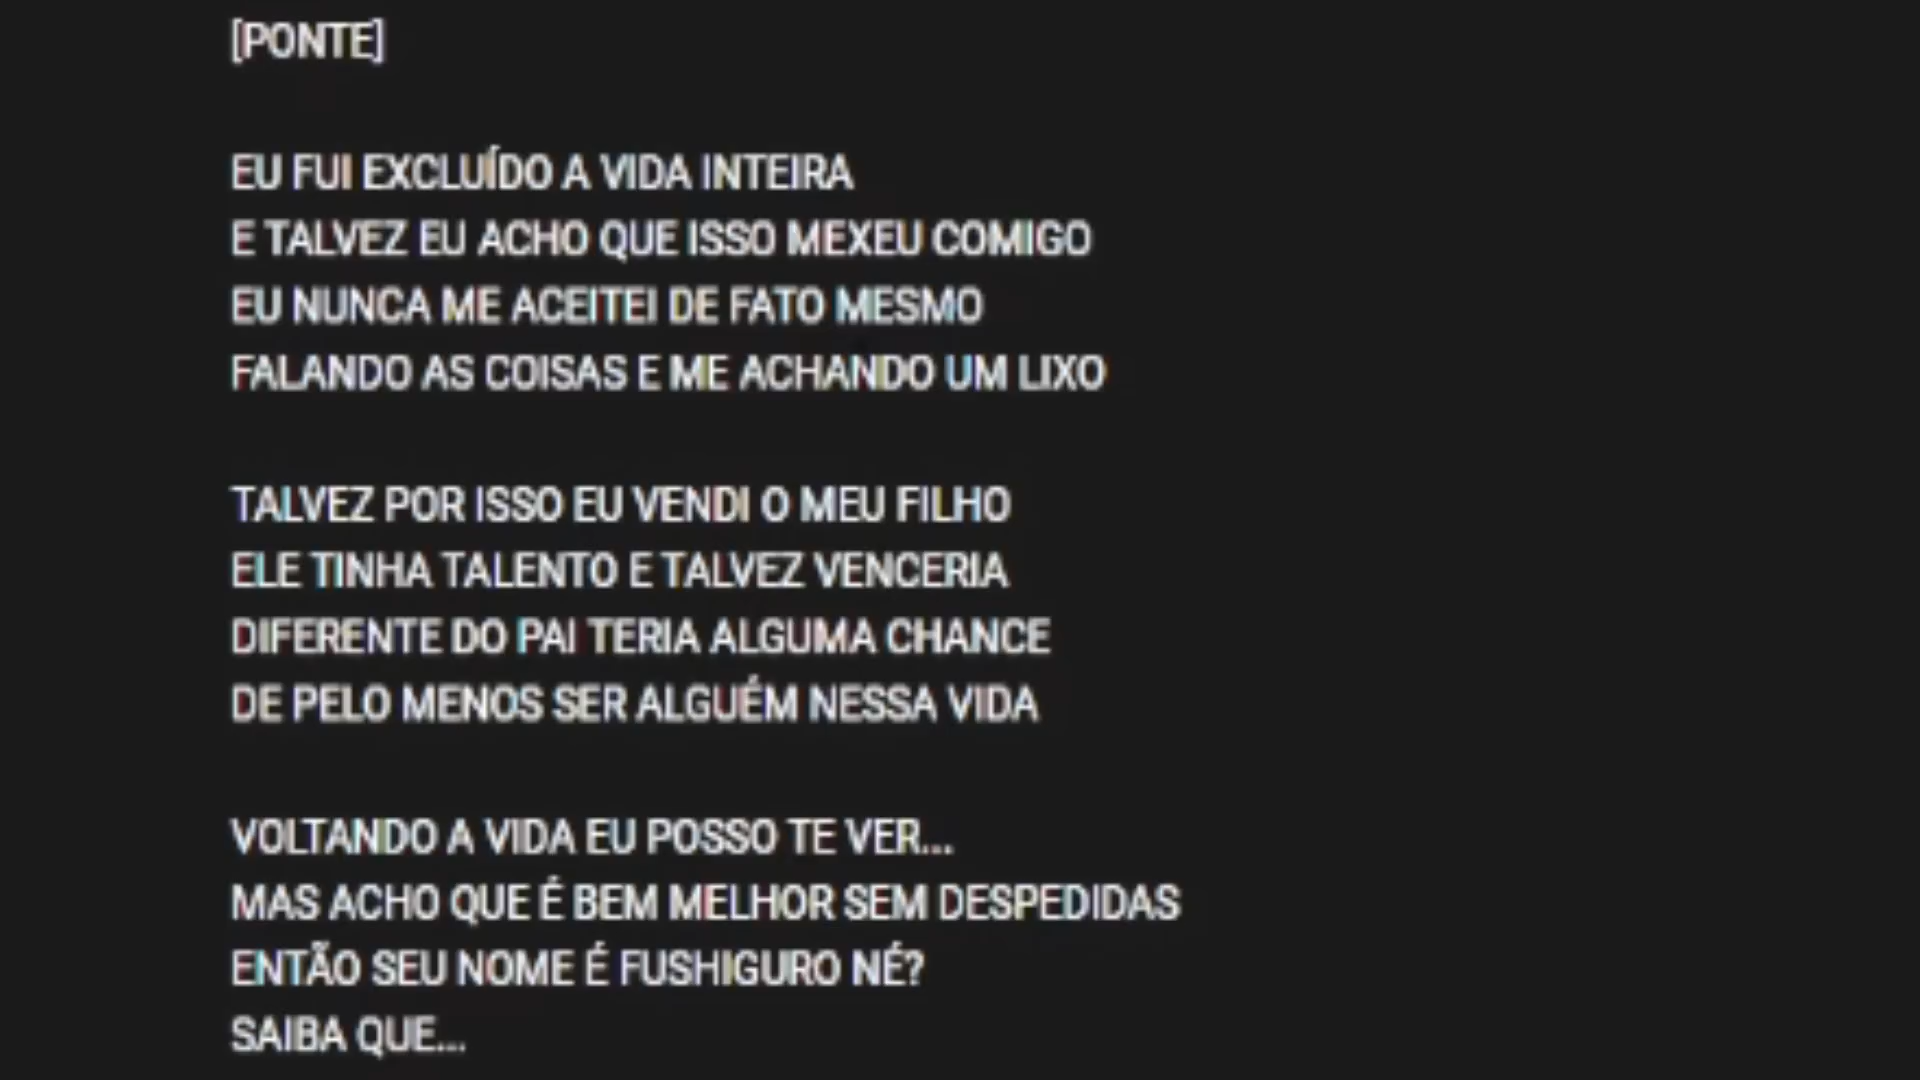 [PONTE]
EU FUI EXCLUÍDO A VIDA INTEIRA
E TALVEZ EU ACHO QUE ISSO MEXEU COMIGO
EU NUNCA ME ACEITEI DE FATO MESMO
FALANDO AS COISAS E ME ACHANDO UM LIXO
TALVEZ POR ISSO EU VENDI O MEU FILHO
ELE TINHA TALENTO E TALVEZ VENCERIA
DIFERENTE DO PAI TERIA ALGUMA CHANCE
DE PELO MENOS SER ALGUÉM NESSA VIDA
VOLTANDO A VIDA EU POSSO TE VER...
MAS ACHO QUE É BEM MELHOR SEM DESPEDIDAS
ENTÃO SEU NOME É FUSHIGURO NÉ?
SAIBA QUE...